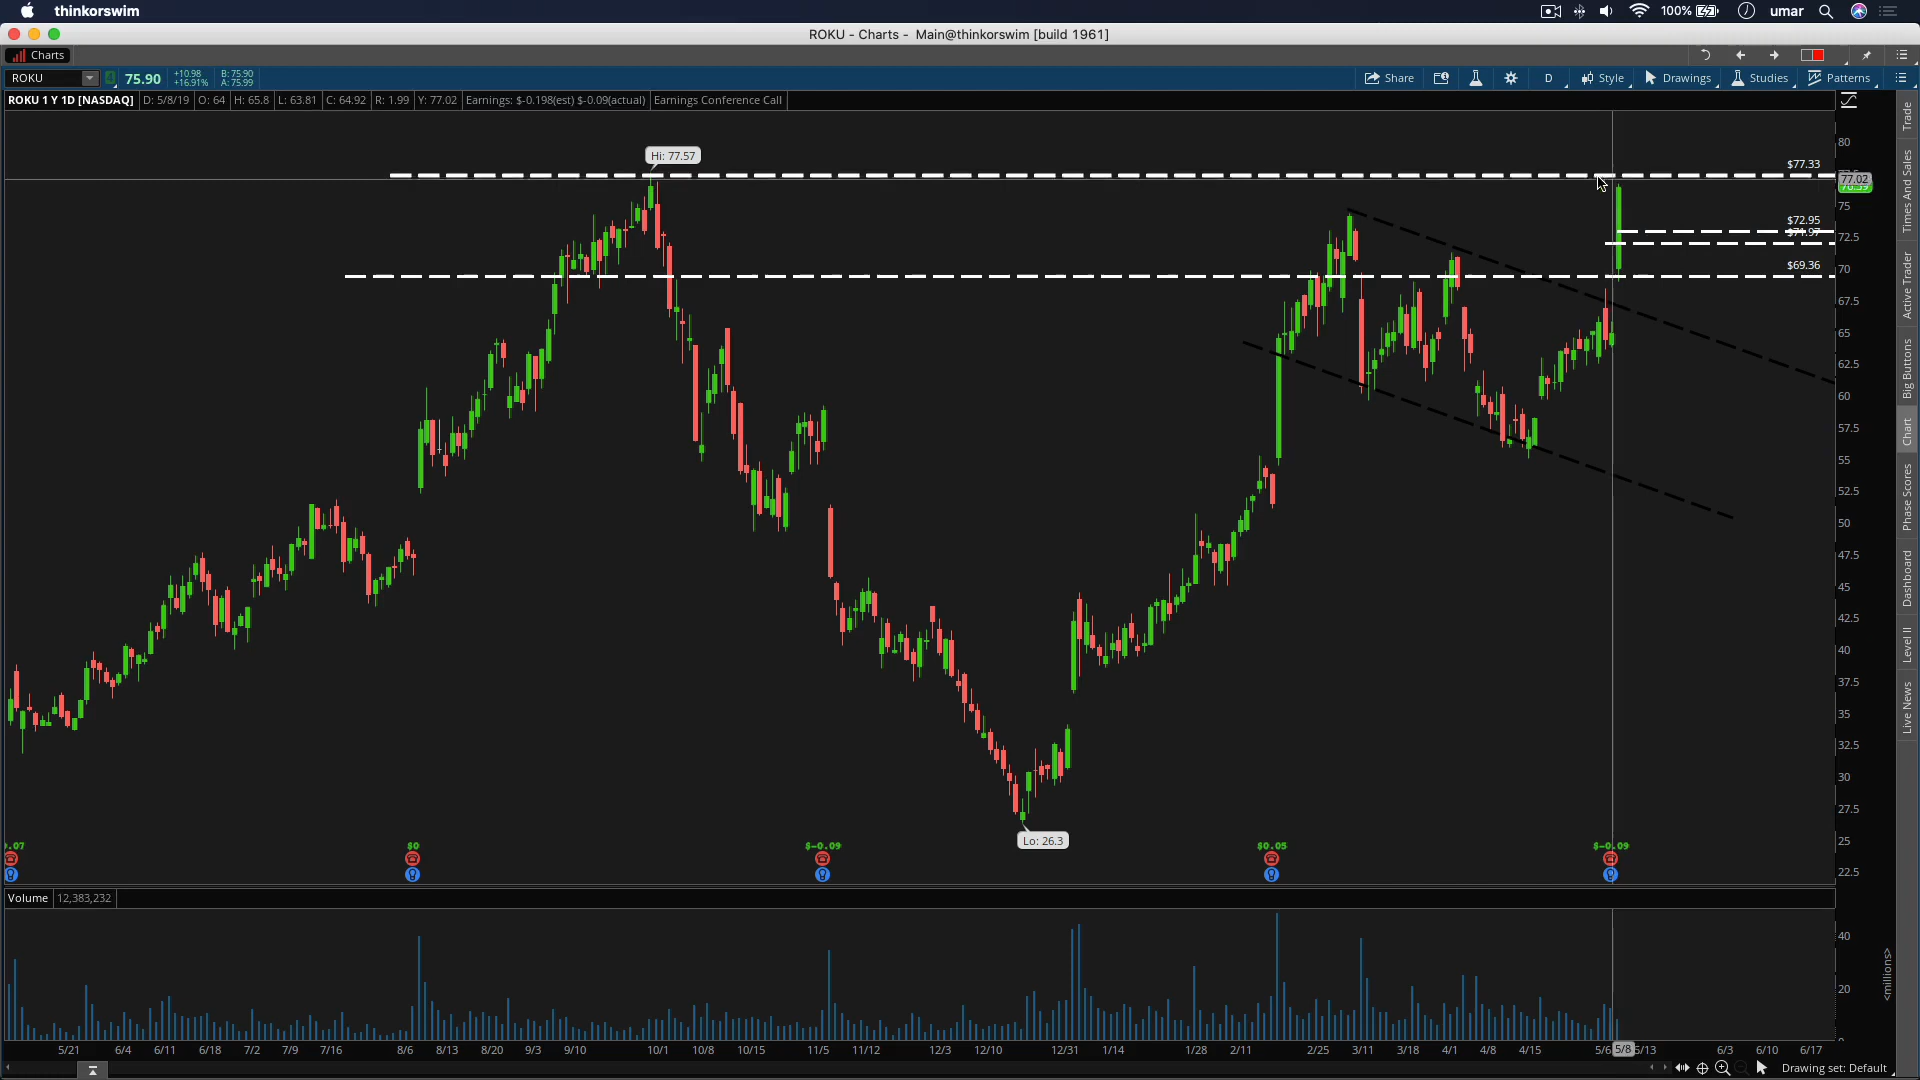 thinkorswim
100%
umar
ROKU - Charts - Main@thinkorswim [build 1961]
Charts
ROKU 75.90 +10.98 +16.91% B: 75.90 A: 75.99
Share D Style Drawings Studies Patterns
ROKU 1 Y 1D [NASDAQ] D: 5/8/19 O: 64 H: 65.8 L: 63.81 C: 64.92 R: 1.99 Y: 77.02 Earnings: $-0.198(est) $-0.09(actual) Earnings Conference Call
Hi: 77.57
$77.33
$72.95
$71.97
$69.36
Lo: 26.3
80
77.02
75
72.5
70
67.5
65
62.5
60
57.5
55
52.5
50
47.5
45
42.5
40
37.5
35
32.5
30
27.5
25
22.5
Trade
Times And Sales
Active Trader
Big Buttons
Chart
Phase Scores
Dashboard
Level II
Live News
.07 $0 $-0.09 $0.05 $-0.09
Volume 12,383,232
40
20
<millions>
5/21 6/4 6/11 6/18 7/2 7/9 7/16 8/6 8/13 8/20 9/3 9/10 10/1 10/8 10/15 11/5 11/12 12/3 12/10 12/31 1/14 1/28 2/11 2/25 3/11 3/18 4/1 4/8 4/15 5/6 5/8 5/13 6/3 6/10 6/17
Drawing set: Default